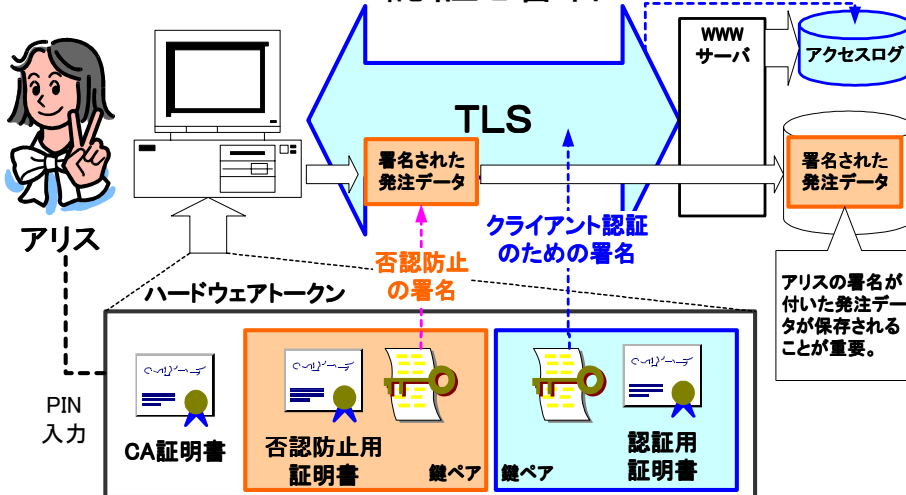 WWW
サーバ
アクセスログ
TLS
署名された
発注データ
署名された
発注データ
アリス
クライアント認証
のための署名
否認防止
の署名
アリスの署名が
付いた発注デー
タが保存される
ことが重要。
ハードウェアトークン
PIN
入力
CA証明書
否認防止用
証明書
鍵ペア
鍵ペア
認証用
証明書